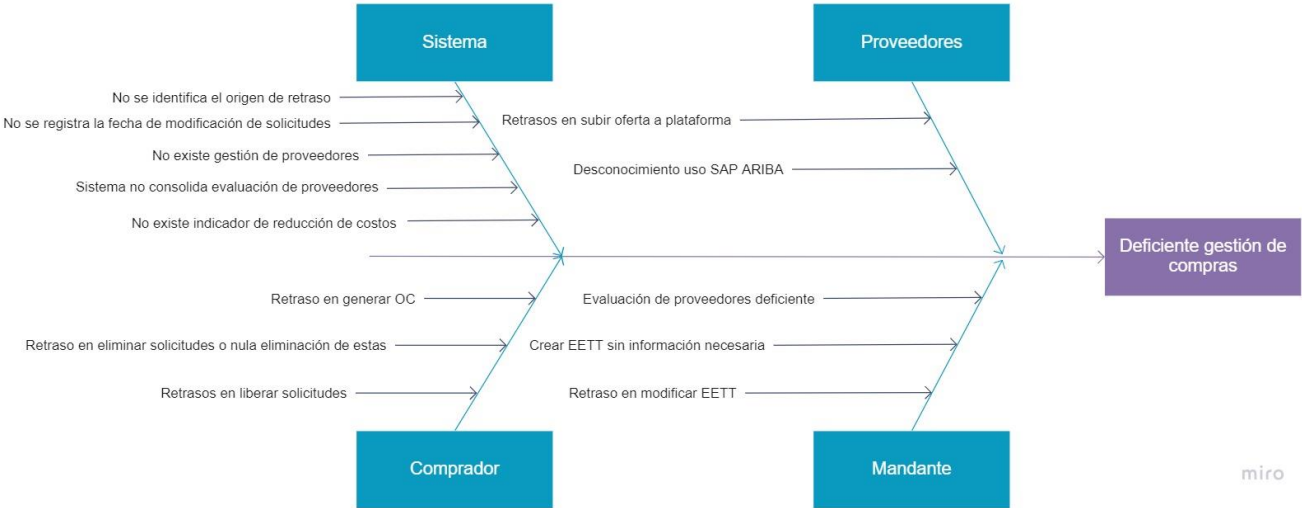 Sistema
Proveedores
No se identifica el origen de retraso
No se registra la fecha de modificación de solicitudes
No existe gestión de proveedores
Sistema no consolida evaluación de proveedores
No existe indicador de reducción de costos
Retrasos en subir oferta a plataforma
Desconocimiento uso SAP ARIBA
Deficiente gestión de
compras
Retraso en generar OC
Retraso en eliminar solicitudes o nula eliminación de estas
Retrasos en liberar solicitudes
Evaluación de proveedores deficiente
Crear EETT sin información necesaria
Retraso en modificar EETT
Comprador
Mandante
miro